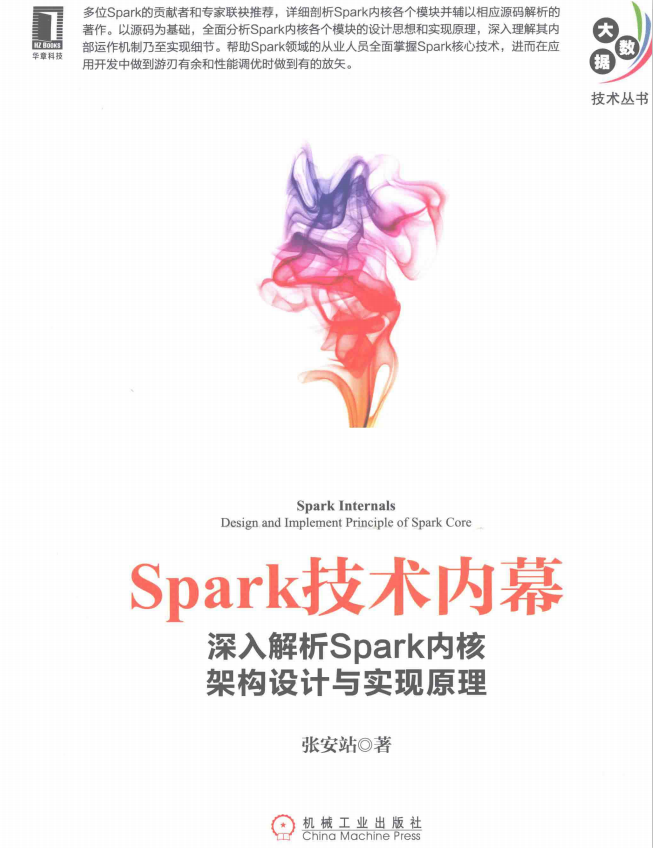 HZ Books
华章科技
多位Spark的贡献者和专家联袂推荐，详细剖析Spark内核各个模块并辅以相应源码解析的
著作。以源码为基础，全面分析Spark内核各个模块的设计思想和实现原理，深入理解其内
部运作机制乃至实现细节。帮助Spark领域的从业人员全面掌握Spark核心技术，进而在应
用开发中做到游刃有余和性能调优时做到有的放矢。
大
数
据
技术丛书
Spark Internals
Design and Implement Principle of Spark Core
Spark技术内幕
深入解析Spark内核
架构设计与实现原理
张安站◎著
机械工业出版社
China Machine Press